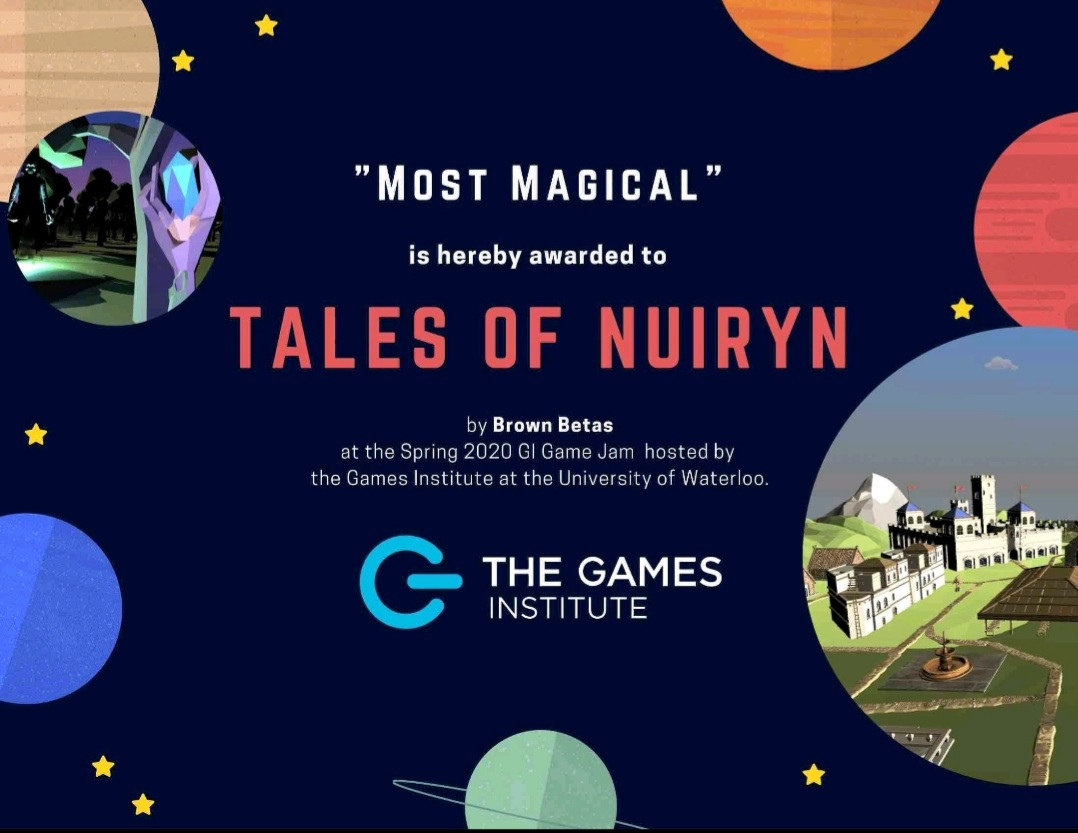 ”MOST MAGICAL”
is hereby awarded to
TALES OF NUIRYN
by Brown Betas
at the Spring 2020 GI Game Jam hosted by
the Games Institute at the University of Waterloo.
THE GAMES
INSTITUTE